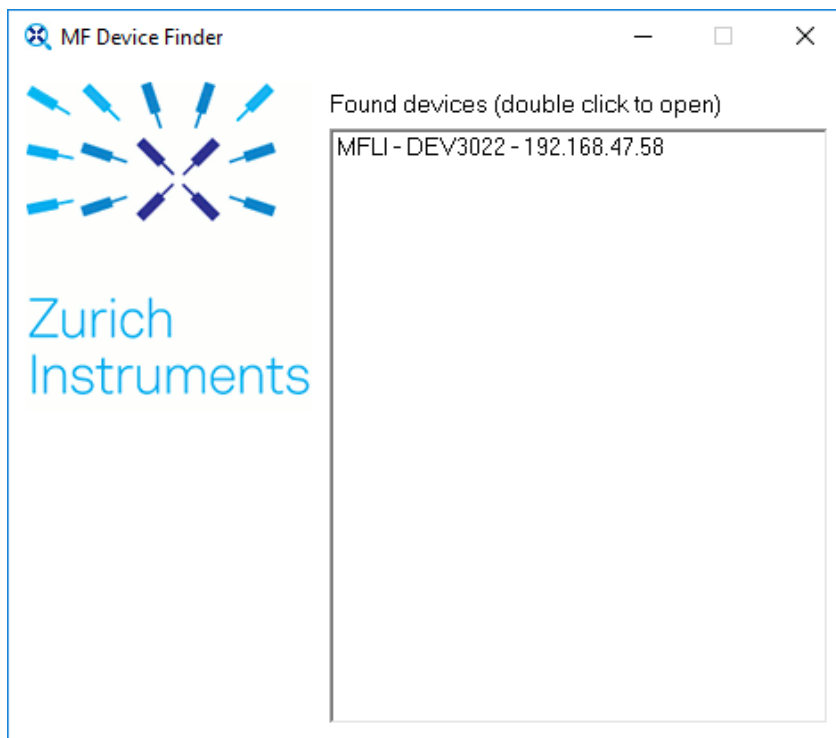 MF Device Finder
Found devices (double click to open)
MFLI - DEV3022 - 192.168.47.58
Zurich
Instruments